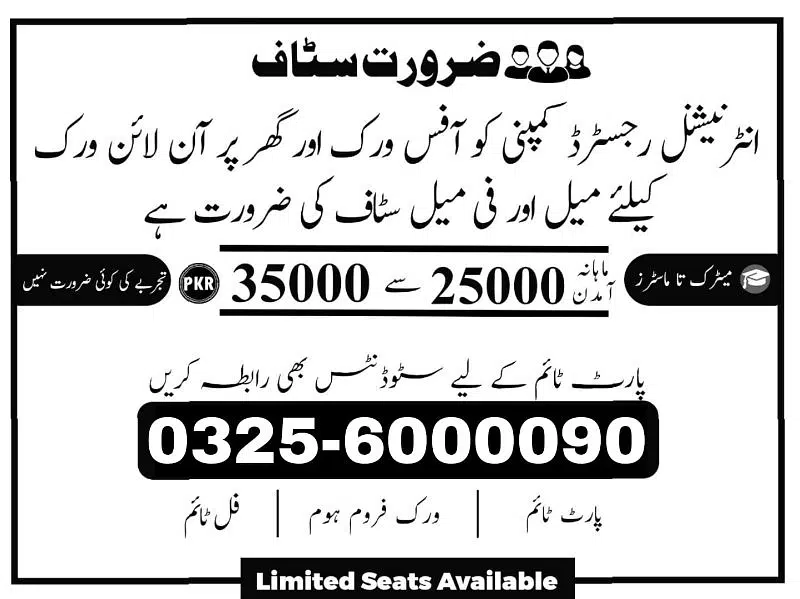 ضرورت سٹاف
انٹرنیشنل رجسٹرڈ کمپنی کو آفس ورک اور گھر پر آن لائن ورک
کیلئے میل اور فی میل سٹاف کی ضرورت ہے
میٹرک تا ماسٹرز
ماہانہ آمدن 25000 سے 35000 PKR
تجربے کی کوئی ضرورت نہیں
پارٹ ٹائم کے لیے سٹوڈنٹس بھی رابطہ کریں
0325-6000090
پارٹ ٹائم | ورک فروم ہوم | فل ٹائم
Limited Seats Available